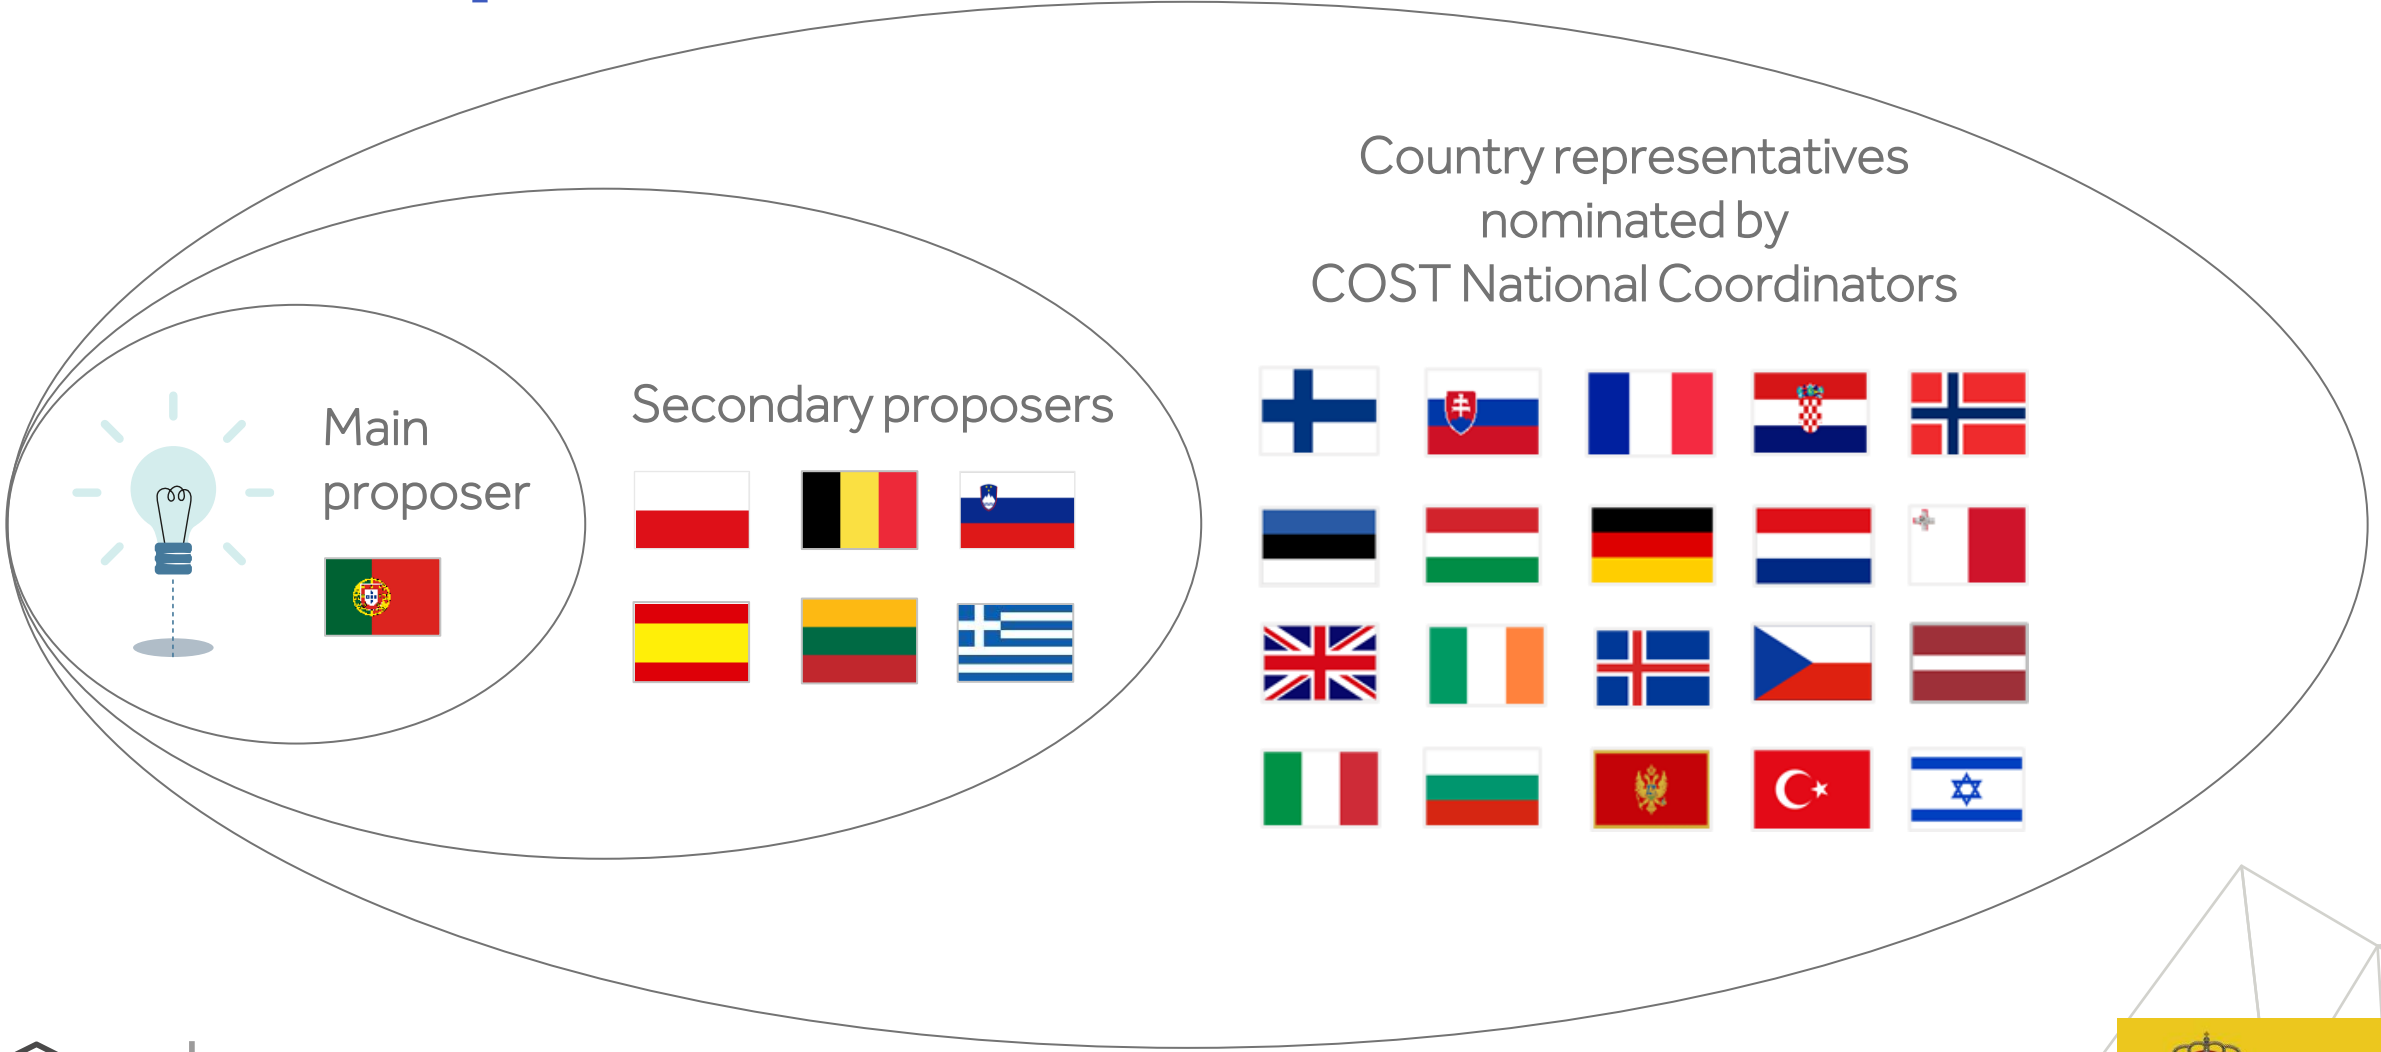 Country representatives
nominated by
COST National Coordinators
Secondary proposers
Main
proposer